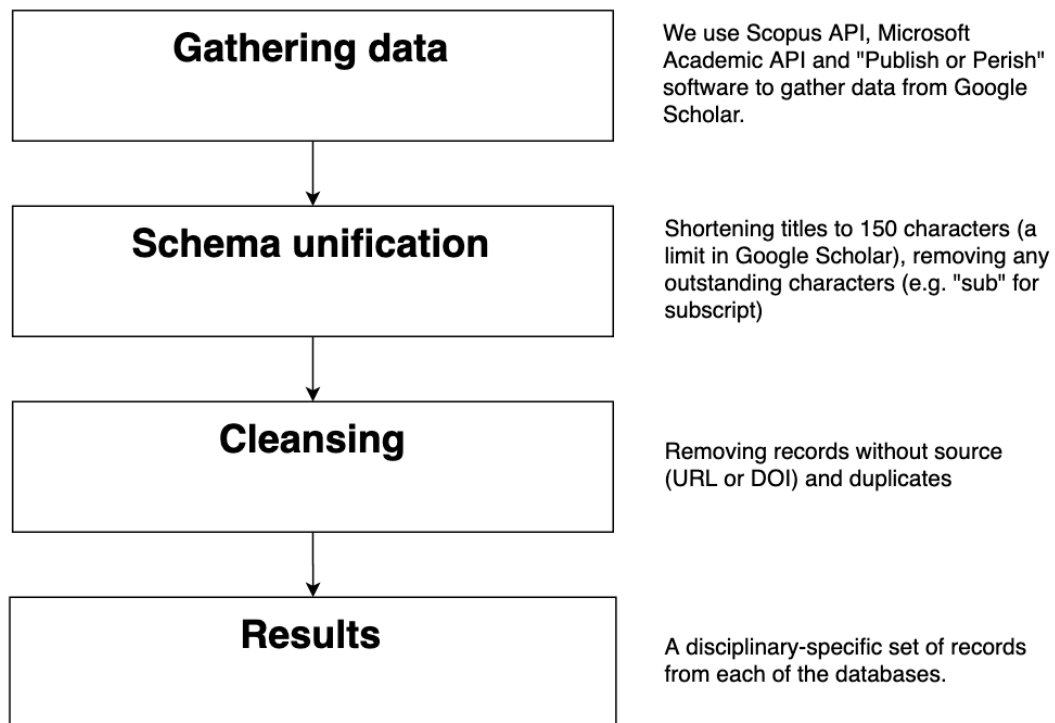 Gathering data
We use Scopus API, Microsoft
Academic API and "Publish or Perish"
software to gather data from Google
Scholar.
Schema unification
Shortening titles to 150 characters (a
limit in Google Scholar), removing any
outstanding characters (e.g. "sub" for
subscript)
Cleansing
Removing records without source
(URL or DOI) and duplicates
Results
A disciplinary-specific set of records
from each of the databases.